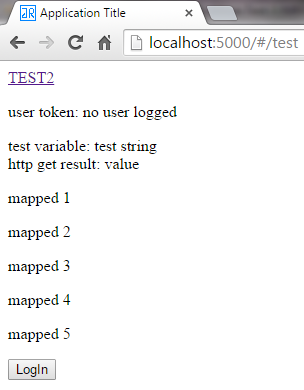 Application Title
localhost:5000/#/test
TEST2
user token: no user logged
test variable: test string
http get result: value
mapped 1
mapped 2
mapped 3
mapped 4
mapped 5
LogIn